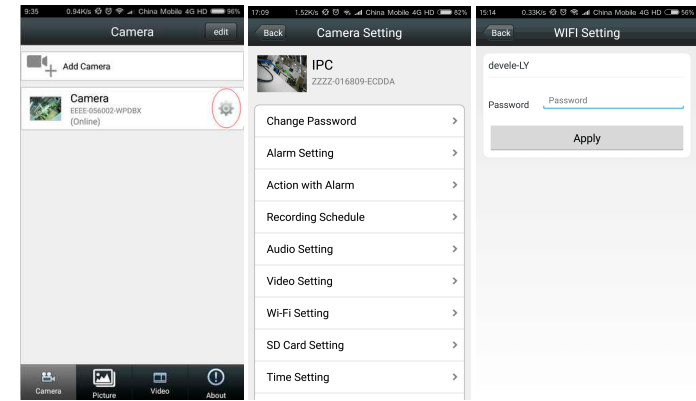 9:35 0.94K/s China Mobile 4G HD 96%
Camera
edit
Add Camera
Camera
EEEE-056002-WPDBX
(Online)
Camera
Picture
Video
About
17:09 1.52K/s China Mobile 4G HD 82%
Back
Camera Setting
IPC
ZZZZ-016809-ECDDA
Change Password
Alarm Setting
Action with Alarm
Recording Schedule
Audio Setting
Video Setting
Wi-Fi Setting
SD Card Setting
Time Setting
15:14 0.33K/s China Mobile 4G HD 56%
Back
WIFI Setting
develе-LY
Password
Password
Apply